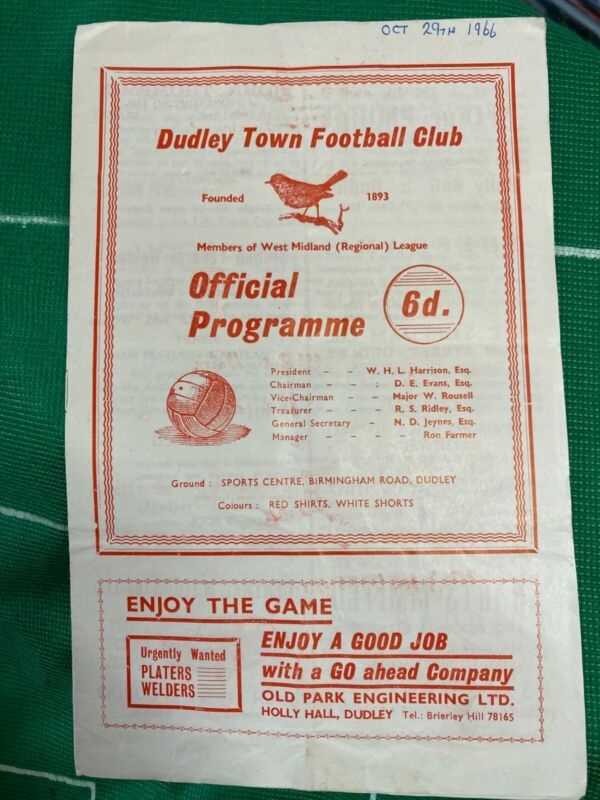 OCT 29TH 1966
Dudley Town Football Club
Founded 1893
Members of West Midland (Regional) League
Official
Programme
6d.
President – – W. H. L. Harrison, Esq.
Chairman – – : D. E. Evans, Esq.
Vice-Chairman – – Major W. Rousell
Treasurer – – R. S. Ridley, Esq.
General Secretary – N. D. Jeynes, Esq.
Manager – – – – Ron Farmer
Ground : SPORTS CENTRE, BIRMINGHAM ROAD, DUDLEY
Colours : RED SHIRTS, WHITE SHORTS
ENJOY THE GAME
Urgently Wanted
PLATERS
WELDERS
ENJOY A GOOD JOB
with a GO ahead Company
OLD PARK ENGINEERING LTD.
HOLLY HALL, DUDLEY Tel.: Brierley Hill 78165